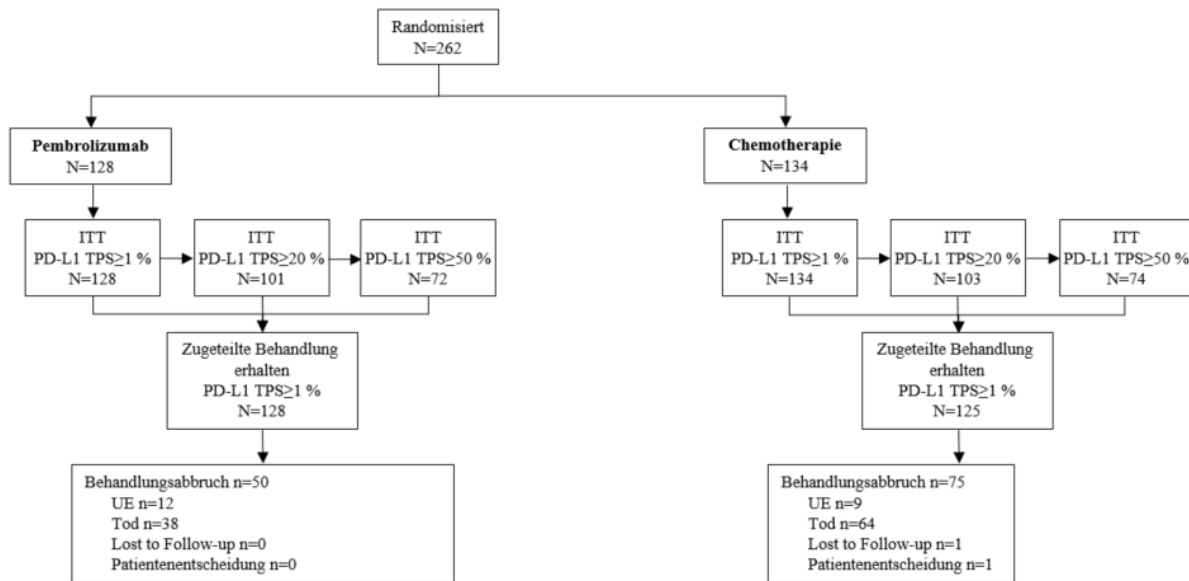 Randomisiert
N=262
Pembrolizumab
N=128
Chemotherapie
N=134
ITT
PD-L1 TPS≥1 %
N=128
ITT
PD-L1 TPS≥20 %
N=101
ITT
PD-L1 TPS≥50 %
N=72
ITT
PD-L1 TPS≥1 %
N=134
ITT
PD-L1 TPS≥20 %
N=103
ITT
PD-L1 TPS≥50 %
N=74
Zugeteilte Behandlung
erhalten
PD-L1 TPS≥1 %
N=128
Zugeteilte Behandlung
erhalten
PD-L1 TPS≥1 %
N=125
Behandlungsabbruch n=50
UE n=12
Tod n=38
Lost to Follow-up n=0
Patientenentscheidung n=0
Behandlungsabbruch n=75
UE n=9
Tod n=64
Lost to Follow-up n=1
Patientenentscheidung n=1